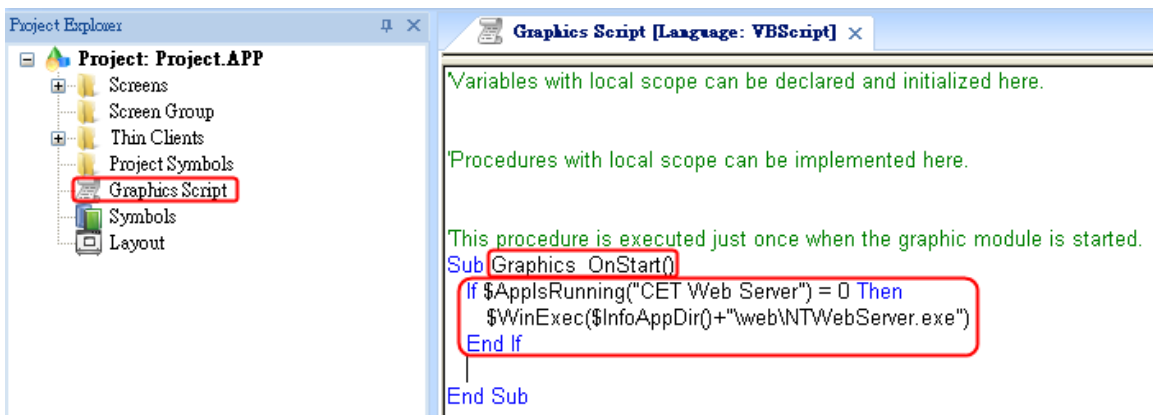 Project Explorer
Project: Project.APP
Screens
Screen Group
Thin Clients
Project Symbols
Graphics Script
Symbols
Layout
Graphics Script [Language: VBScript]
'Variables with local scope can be declared and initialized here.
'Procedures with local scope can be implemented here.
'This procedure is executed just once when the graphic module is started.
Sub Graphics_OnStart()
If $AppIsRunning("CET Web Server") = 0 Then
$WinExec($InfoAppDir()+"\web\NTWebServer.exe")
End If
End Sub